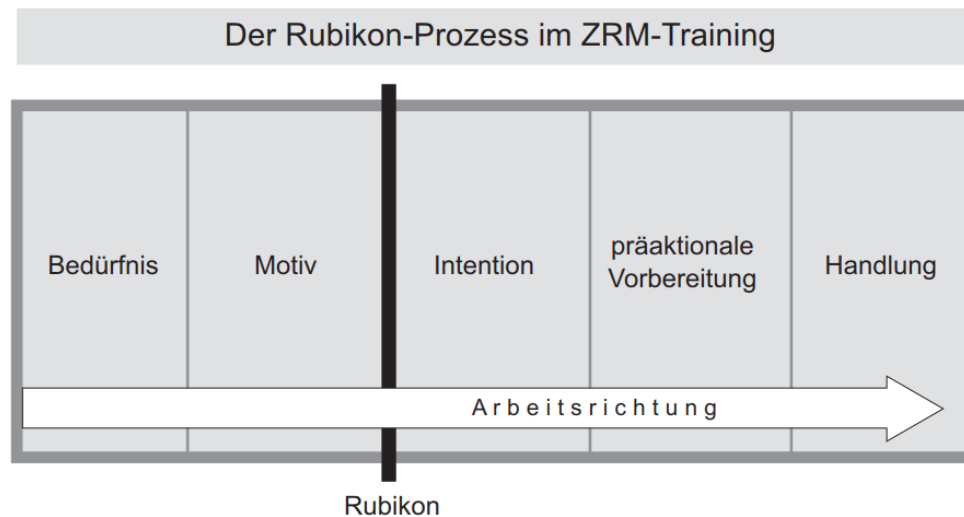 Der Rubikon-Prozess im ZRM-Training
Bedürfnis
Motiv
Intention
präaktionale
Vorbereitung
Handlung
Arbeitsrichtung
Rubikon